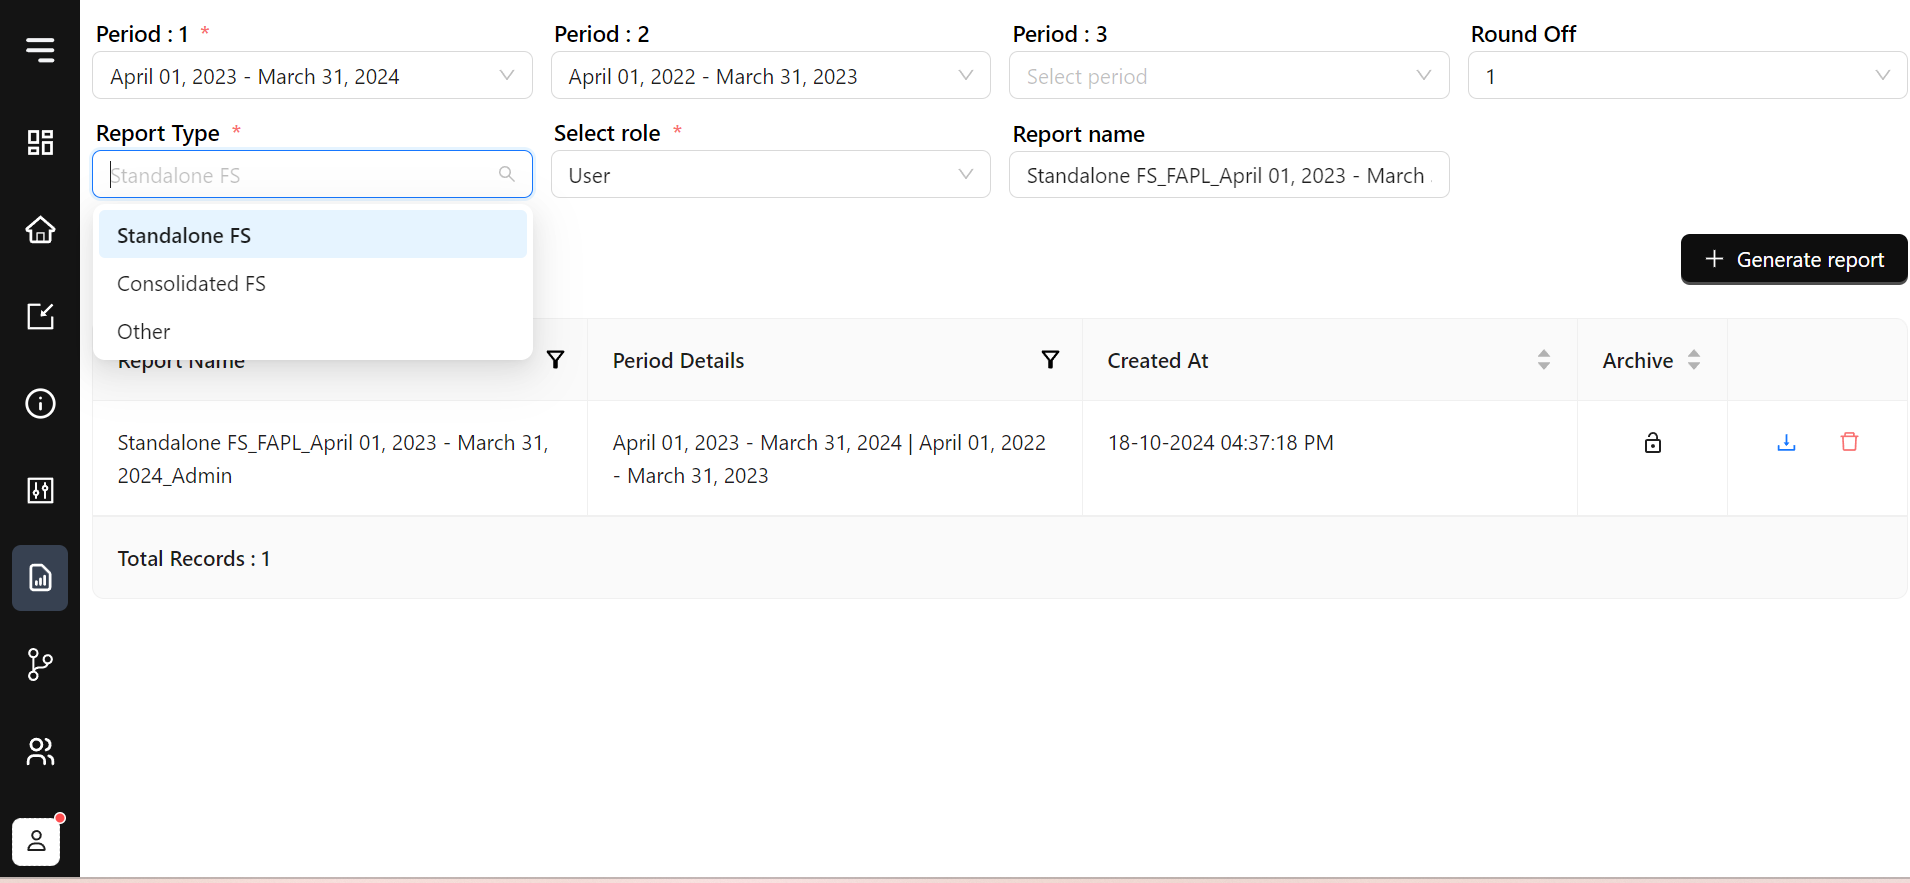 Period : 1 *
Period : 2
Period : 3
Round Off
April 01, 2023 - March 31, 2024
April 01, 2022 - March 31, 2023
Select period
1
Report Type *
Select role *
Report name
Standalone FS
User
Standalone FS_FAPL_April 01, 2023 - March
Standalone FS
Consolidated FS
Other
Generate report
Report Name
Period Details
Created At
Archive
Standalone FS_FAPL_April 01, 2023 - March 31,
2024_Admin
April 01, 2023 - March 31, 2024 | April 01, 2022
- March 31, 2023
18-10-2024 04:37:18 PM
Total Records : 1